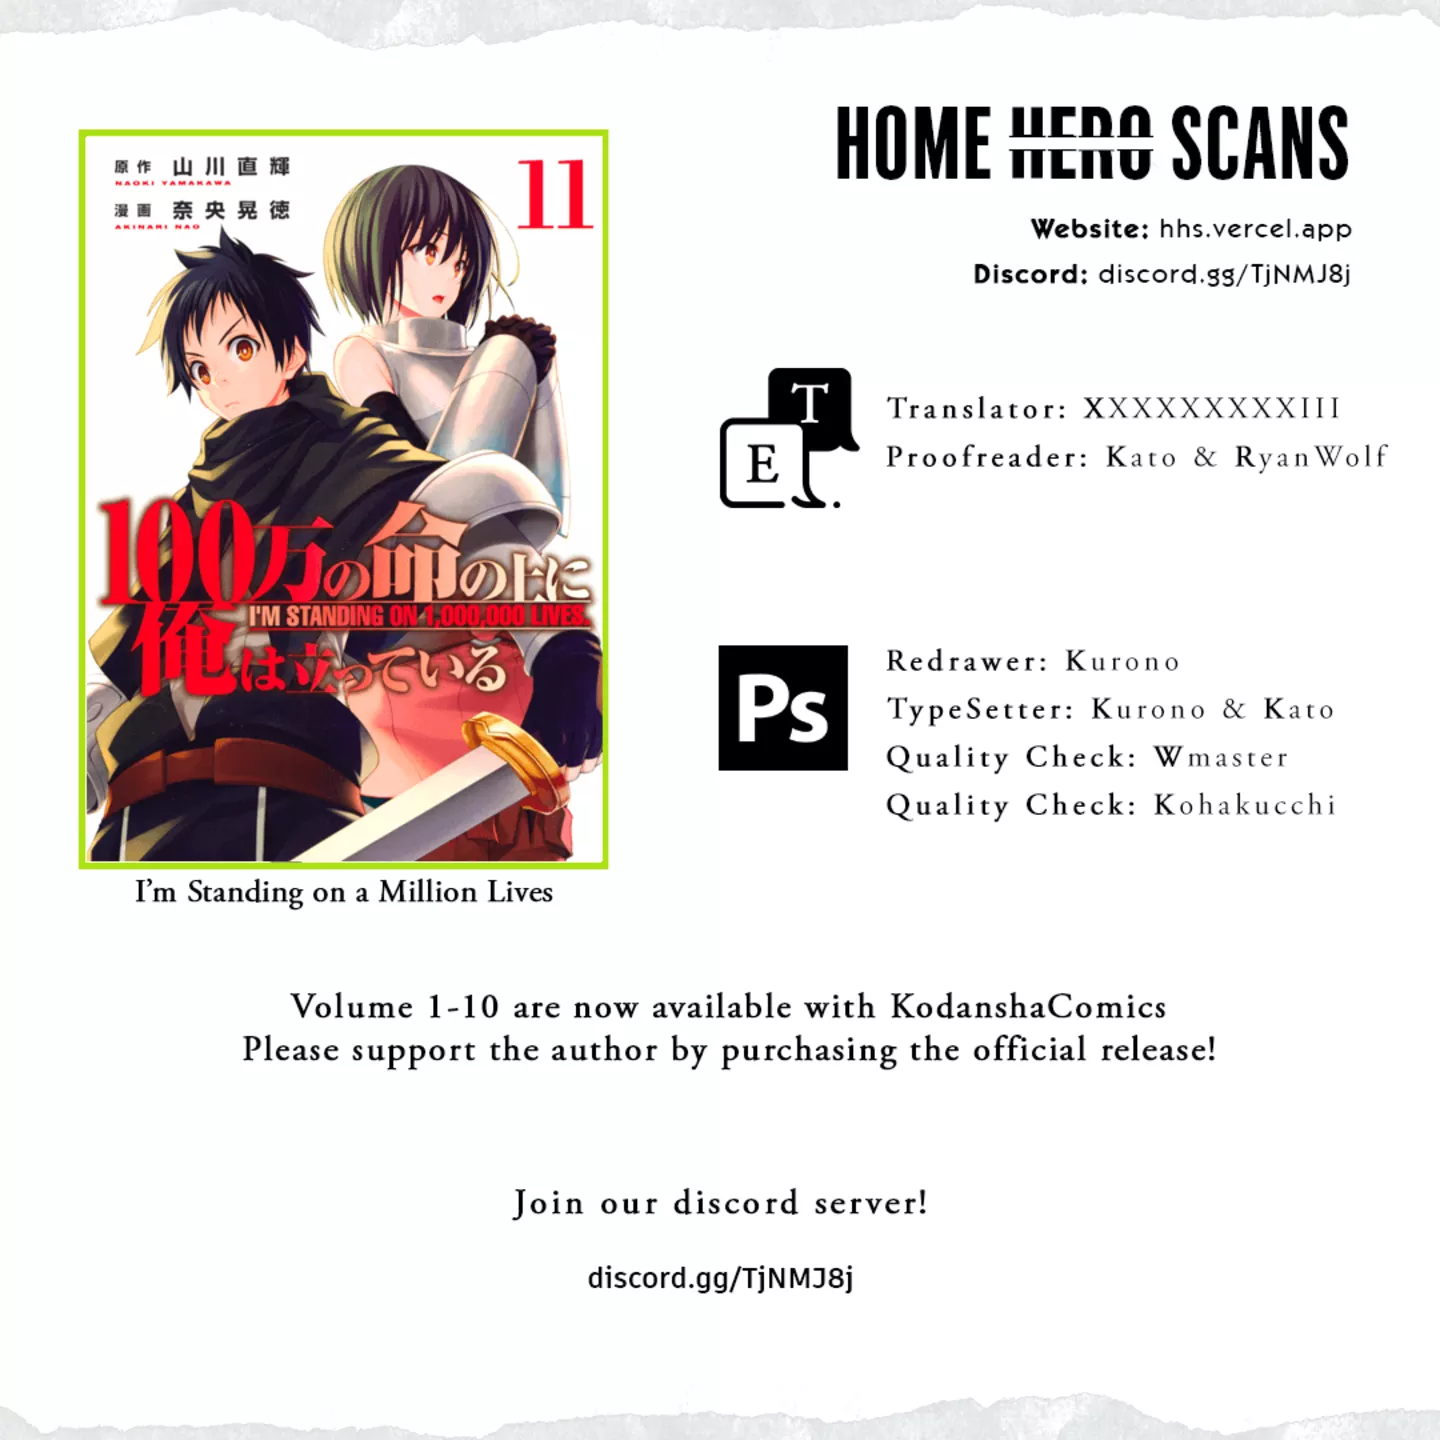 原作 山川直輝
NAOKI YAMAKAWA
漫画 奈央晃徳
AKINARI NAO
11
100万の命の上に
I'M STANDING ON 1,000,000 LIVES.
俺は立っている
I’m Standing on a Million Lives
HOME HERO SCANS
Website: hhs.vercel.app
Discord: discord.gg/TjNMJ8j
T
E
Translator: XXXXXXXXXIII
Proofreader: Kato & RyanWolf
Ps
Redrawer: Kurono
TypeSetter: Kurono & Kato
Quality Check: Wmaster
Quality Check: Kohakucchi
Volume 1-10 are now available with KodanshaComics
Please support the author by purchasing the official release!
Join our discord server!
discord.gg/TjNMJ8j